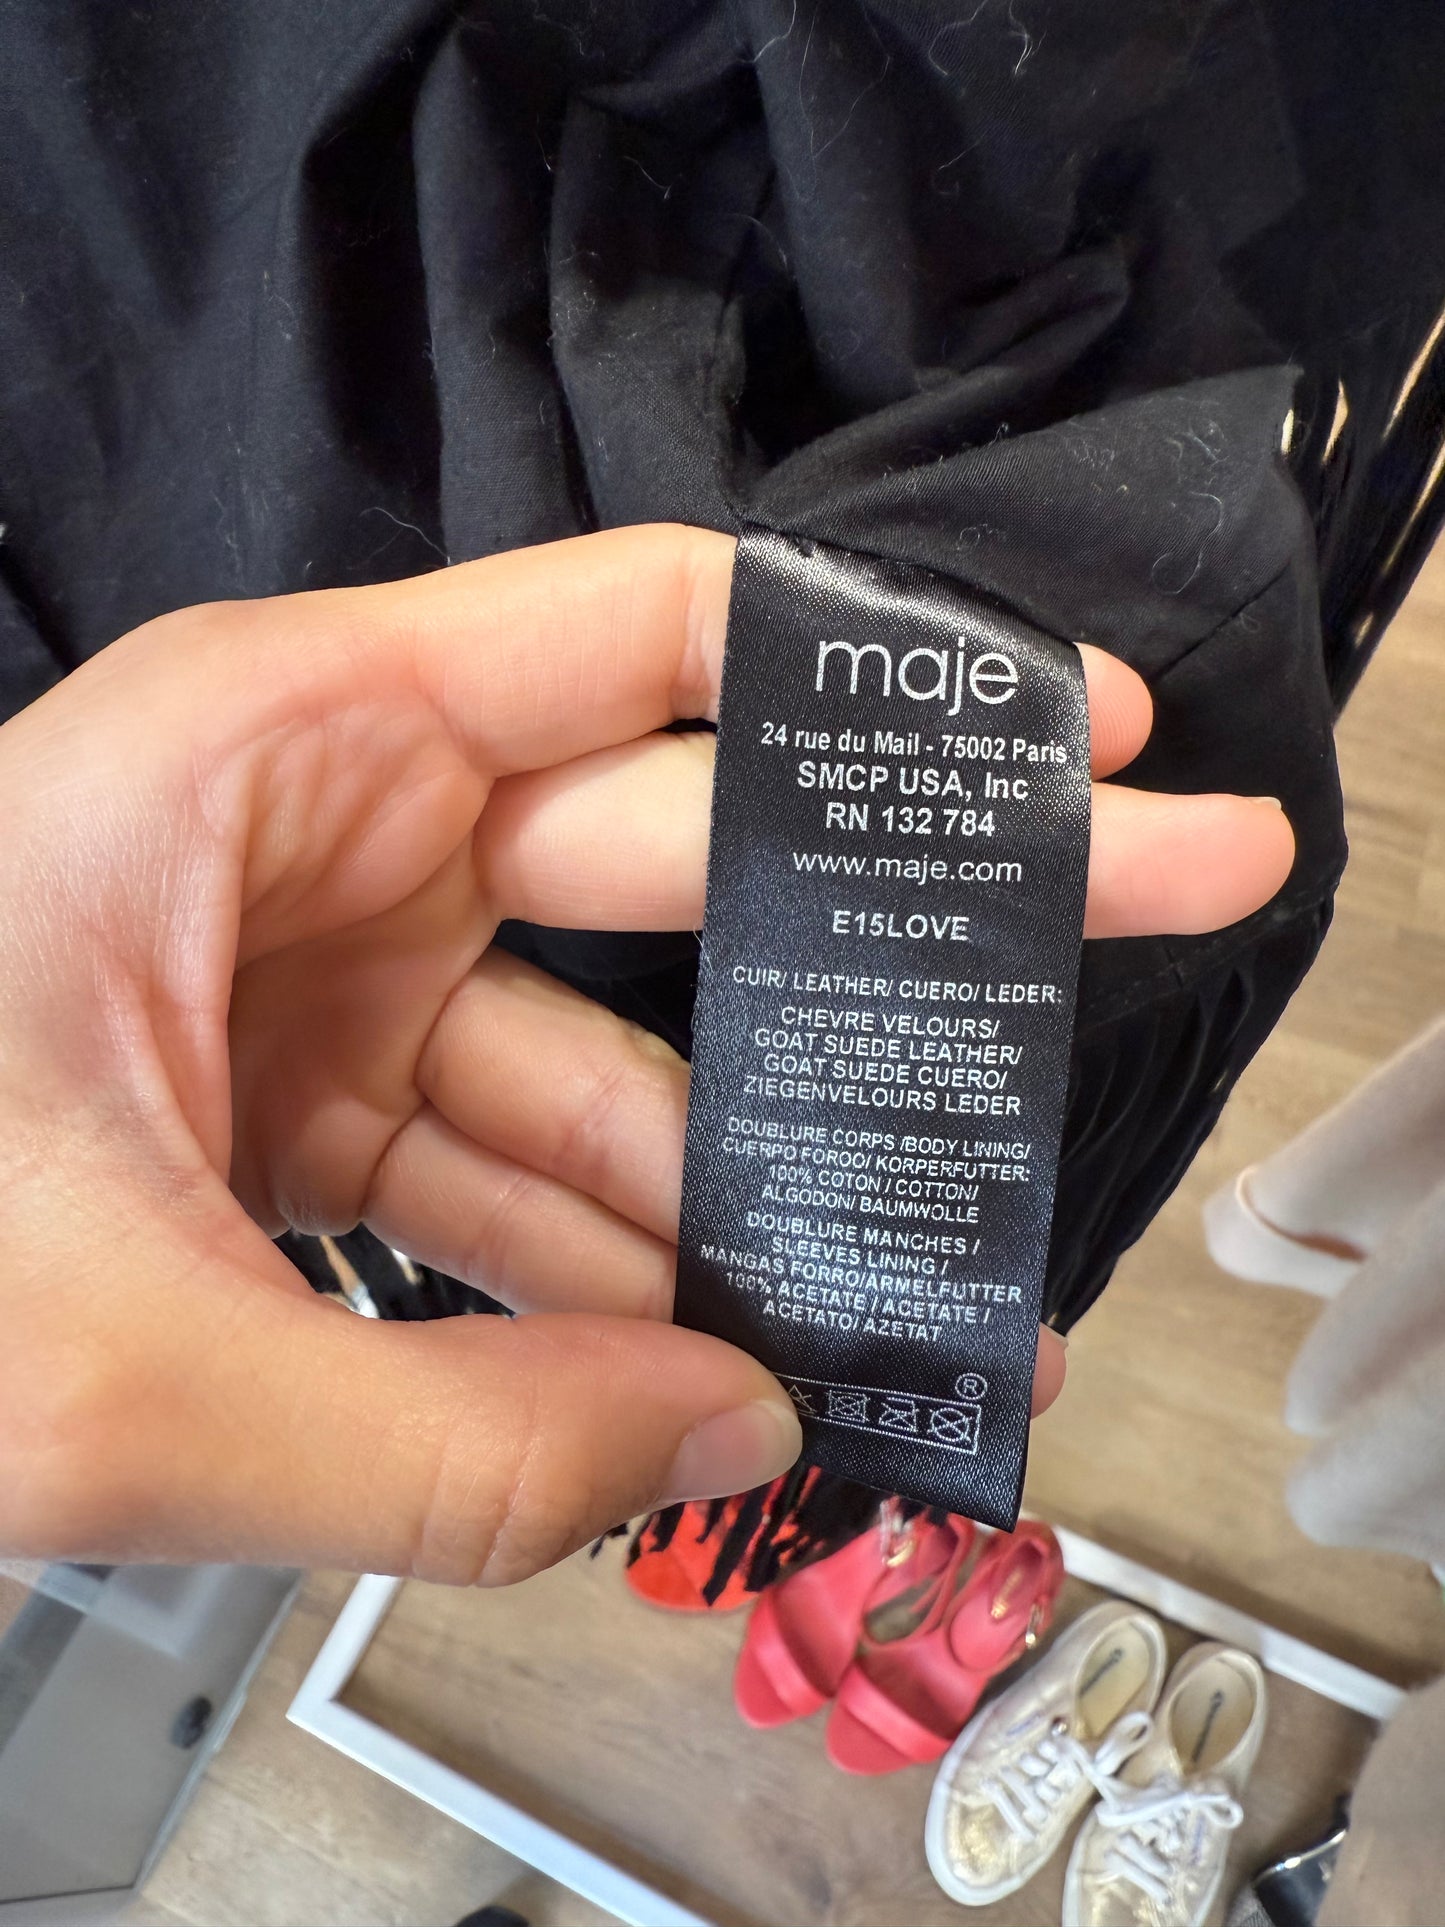 maje
24 rue du Mail - 75002 Paris
SMCP USA, Inc
RN 132 784
www.maje.com
E15LOVE
CUIR/ LEATHER/ CUERO/ LEDER:
CHEVRE VELOURS/
GOAT SUEDE LEATHER/
GOAT SUEDE CUERO/
ZIEGENVELOURS LEDER
DOUBLURE CORPS /BODY LINING/
CUERPO FOROO/ KORPERFUTTER:
100% COTON / COTTON/
ALGODON/ BAUMWOLLE
DOUBLURE MANCHES /
SLEEVES LINING /
MANGAS FORRO/ARMELFUTTER
100% ACETATE / ACETATE /
ACETATO/ AZETAT
®